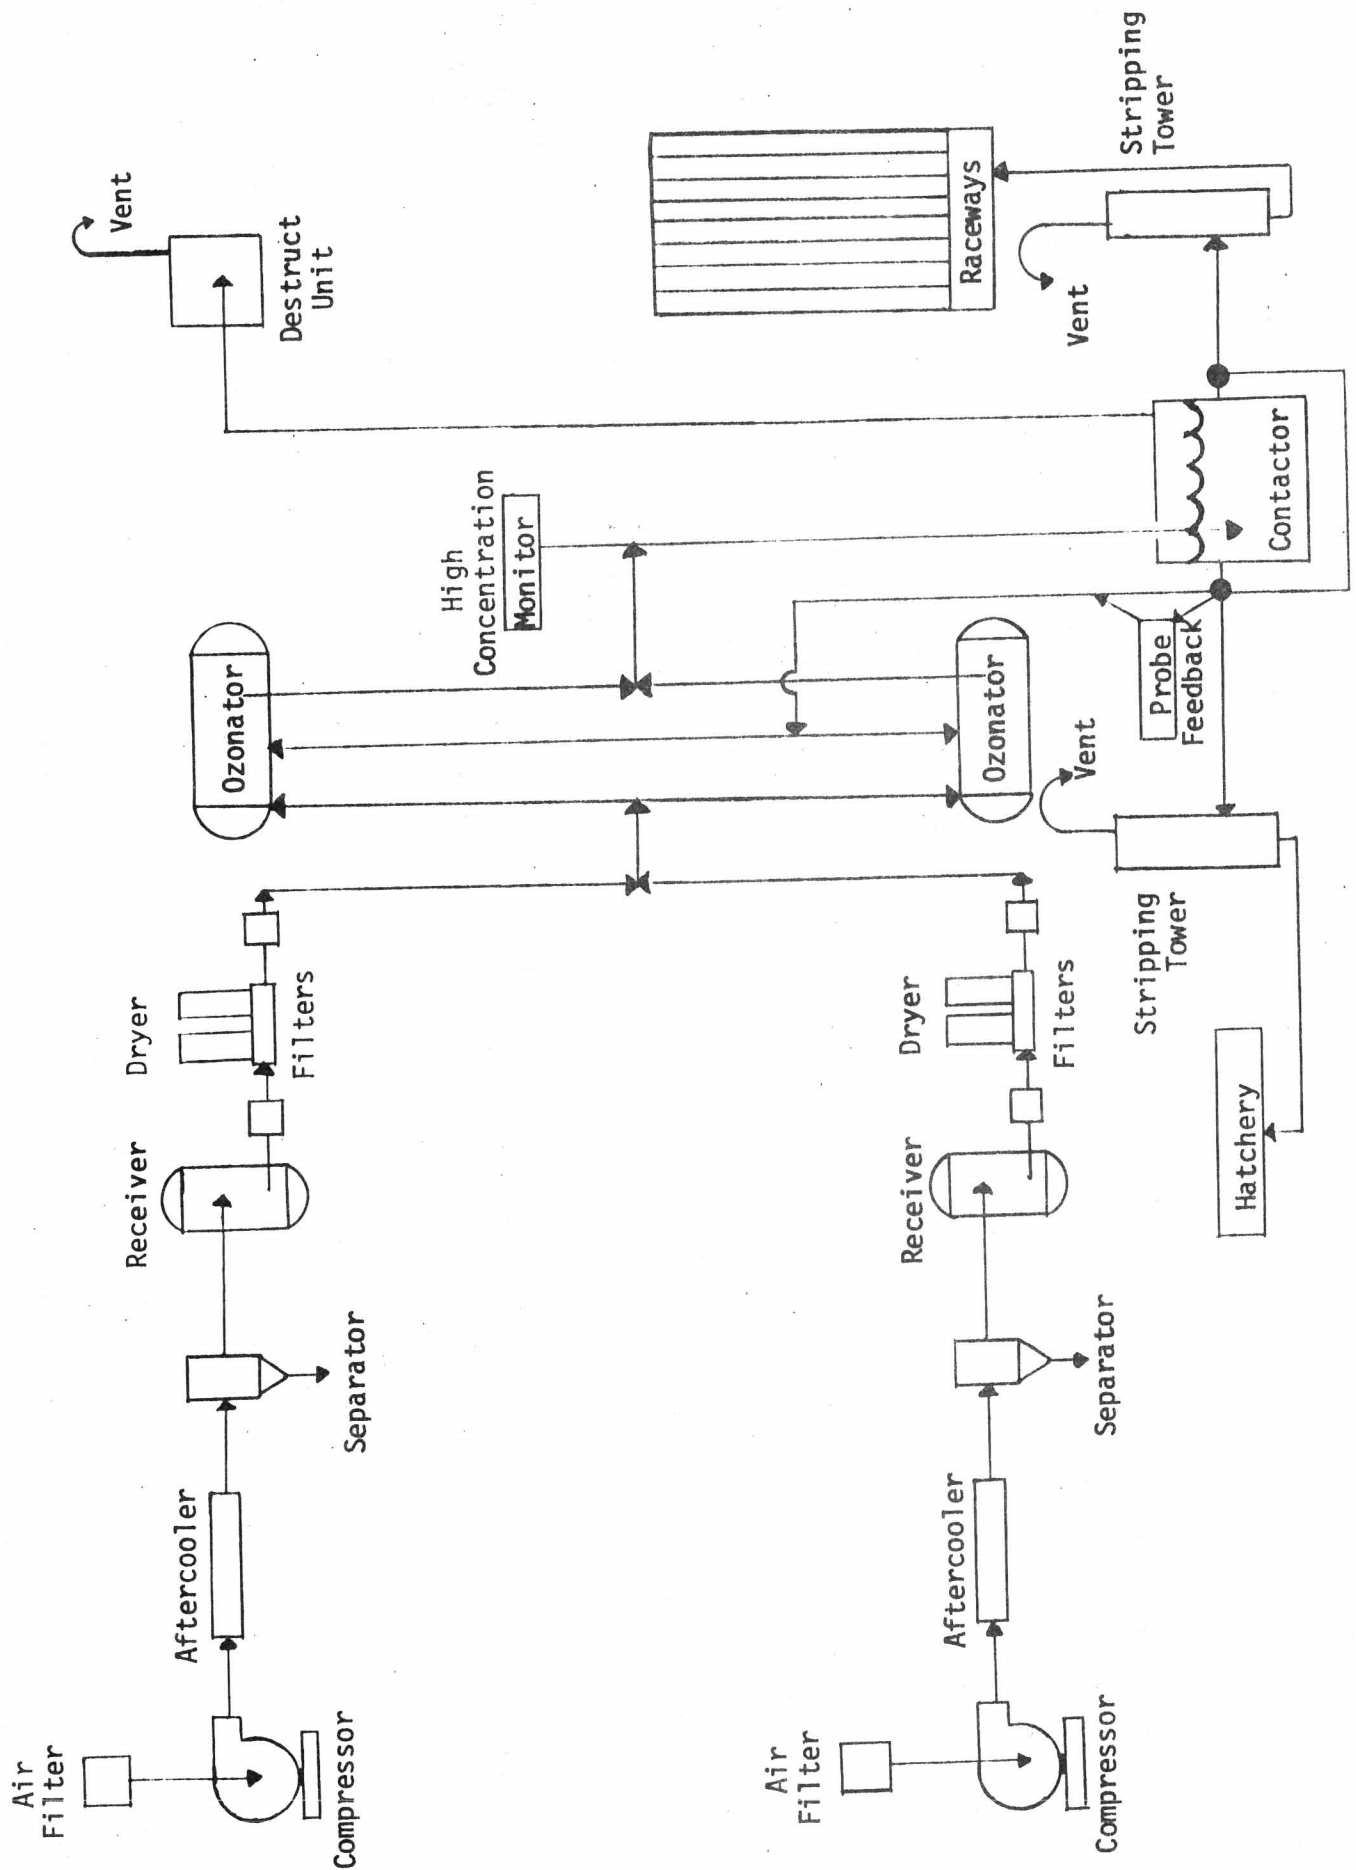 Air
Filter
Compressor
Aftercooler
Separator
Receiver
Dryer
Filters
Ozonator
High
Concentration
Monitor
Destruct
Unit
Vent
Air
Filter
Compressor
Aftercooler
Separator
Receiver
Dryer
Filters
Ozonator
Raceways
Hatchery
Stripping
Tower
Vent
Probe
Feedback
Contactor
Vent
Stripping
Tower